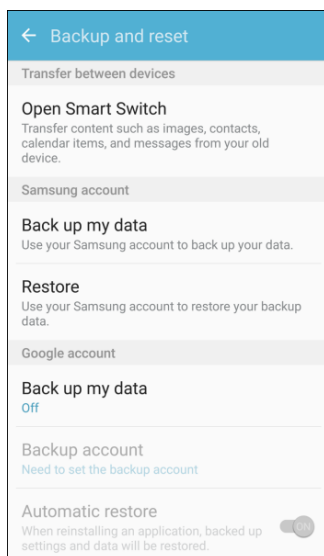 Backup and reset
Transfer between devices
Open Smart Switch
Transfer content such as images, contacts,
calendar items, and messages from your old
device.
Samsung account
Back up my data
Use your Samsung account to back up your data.
Restore
Use your Samsung account to restore your backup
data.
Google account
Back up my data
Off
Backup account
Need to set the backup account
Automatic restore
When reinstalling an application, backed up
settings and data will be restored.
ON